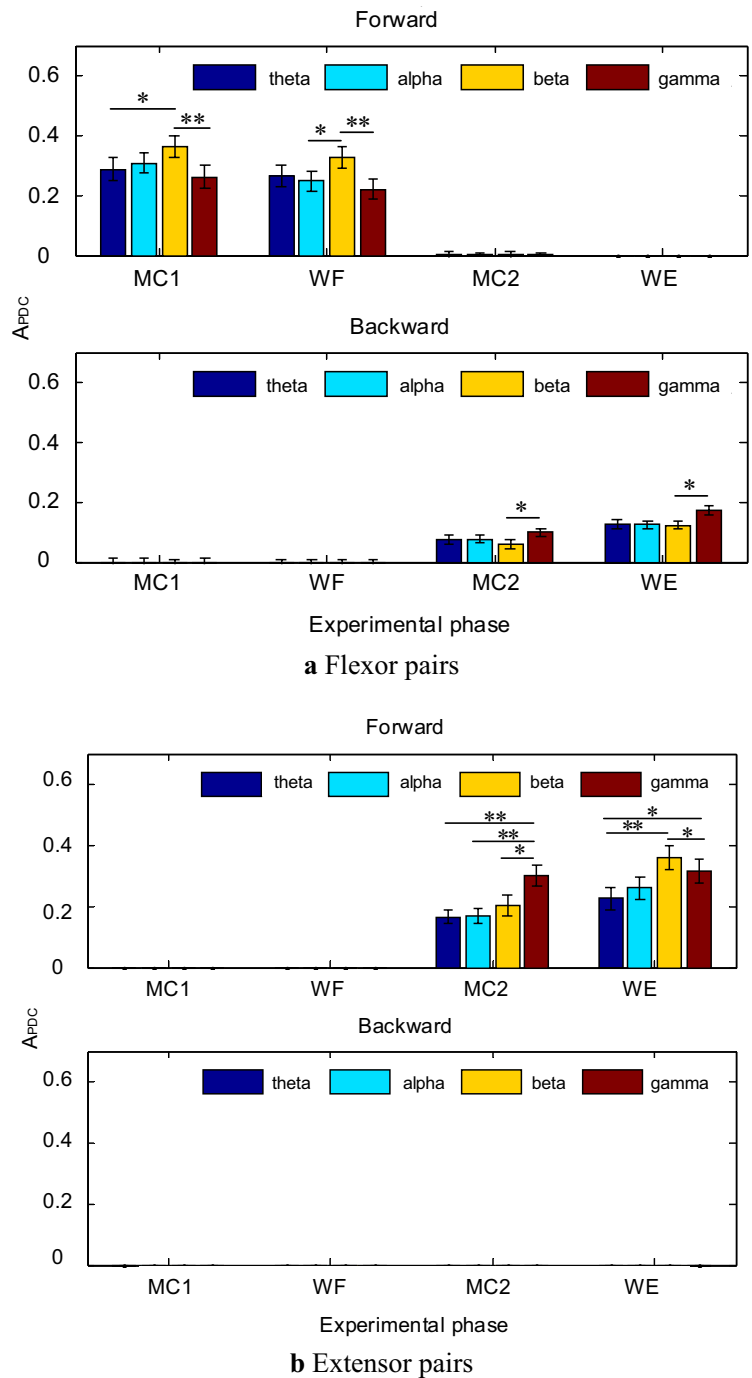 Forward
0.6
theta alpha beta gamma
* **
* **
0.4
0.2
0
MC1 WF MC2 WE
APDC
Backward
0.6
theta alpha beta gamma
0.4
0.2
* *
0
MC1 WF MC2 WE
Experimental phase
a Flexor pairs
Forward
0.6
theta alpha beta gamma
** ** *
* ** *
0.4
0.2
0
MC1 WF MC2 WE
APDC
Backward
0.6
theta alpha beta gamma
0.4
0.2
0
MC1 WF MC2 WE
Experimental phase
b Extensor pairs